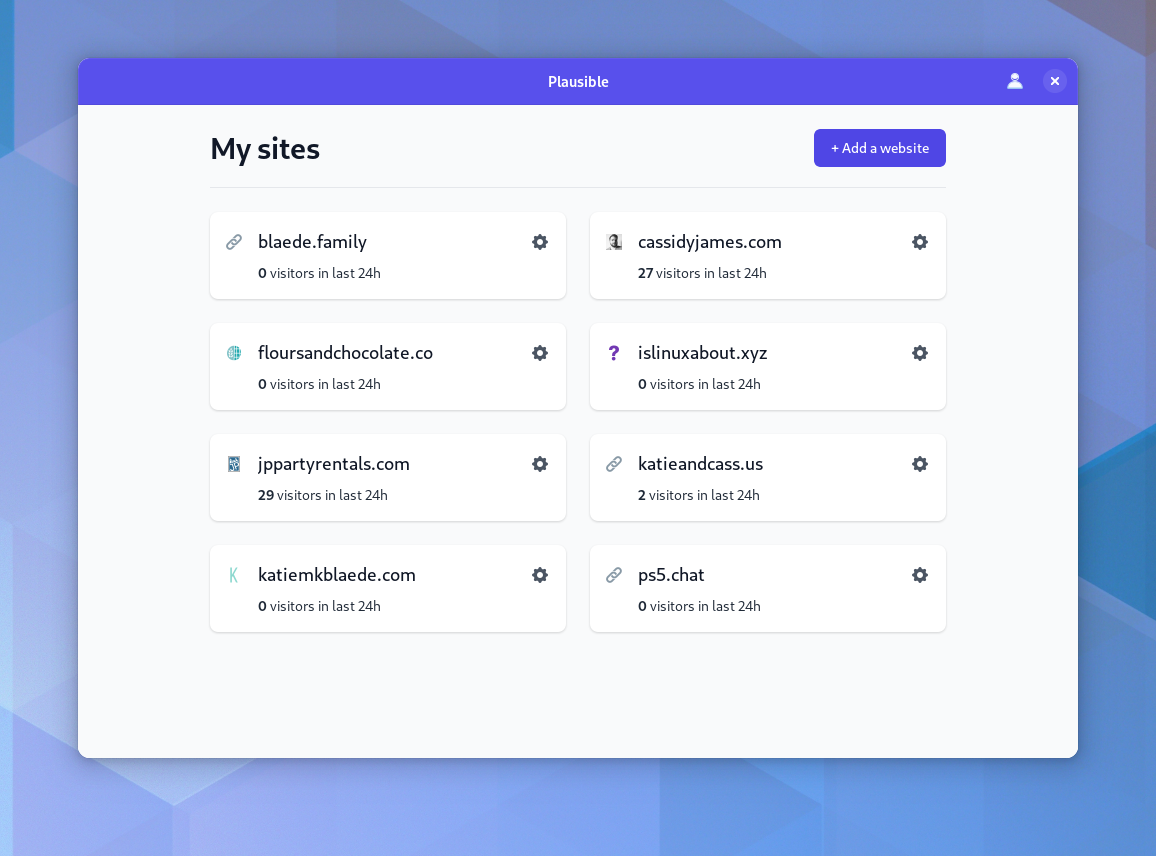 Plausible
My sites
+ Add a website
blaede.family
0 visitors in last 24h
cassidyjames.com
27 visitors in last 24h
floursandchocolate.co
0 visitors in last 24h
? islinuxabout.xyz
0 visitors in last 24h
jppartyrentals.com
29 visitors in last 24h
katieandcass.us
2 visitors in last 24h
K katiemkblaede.com
0 visitors in last 24h
ps5.chat
0 visitors in last 24h